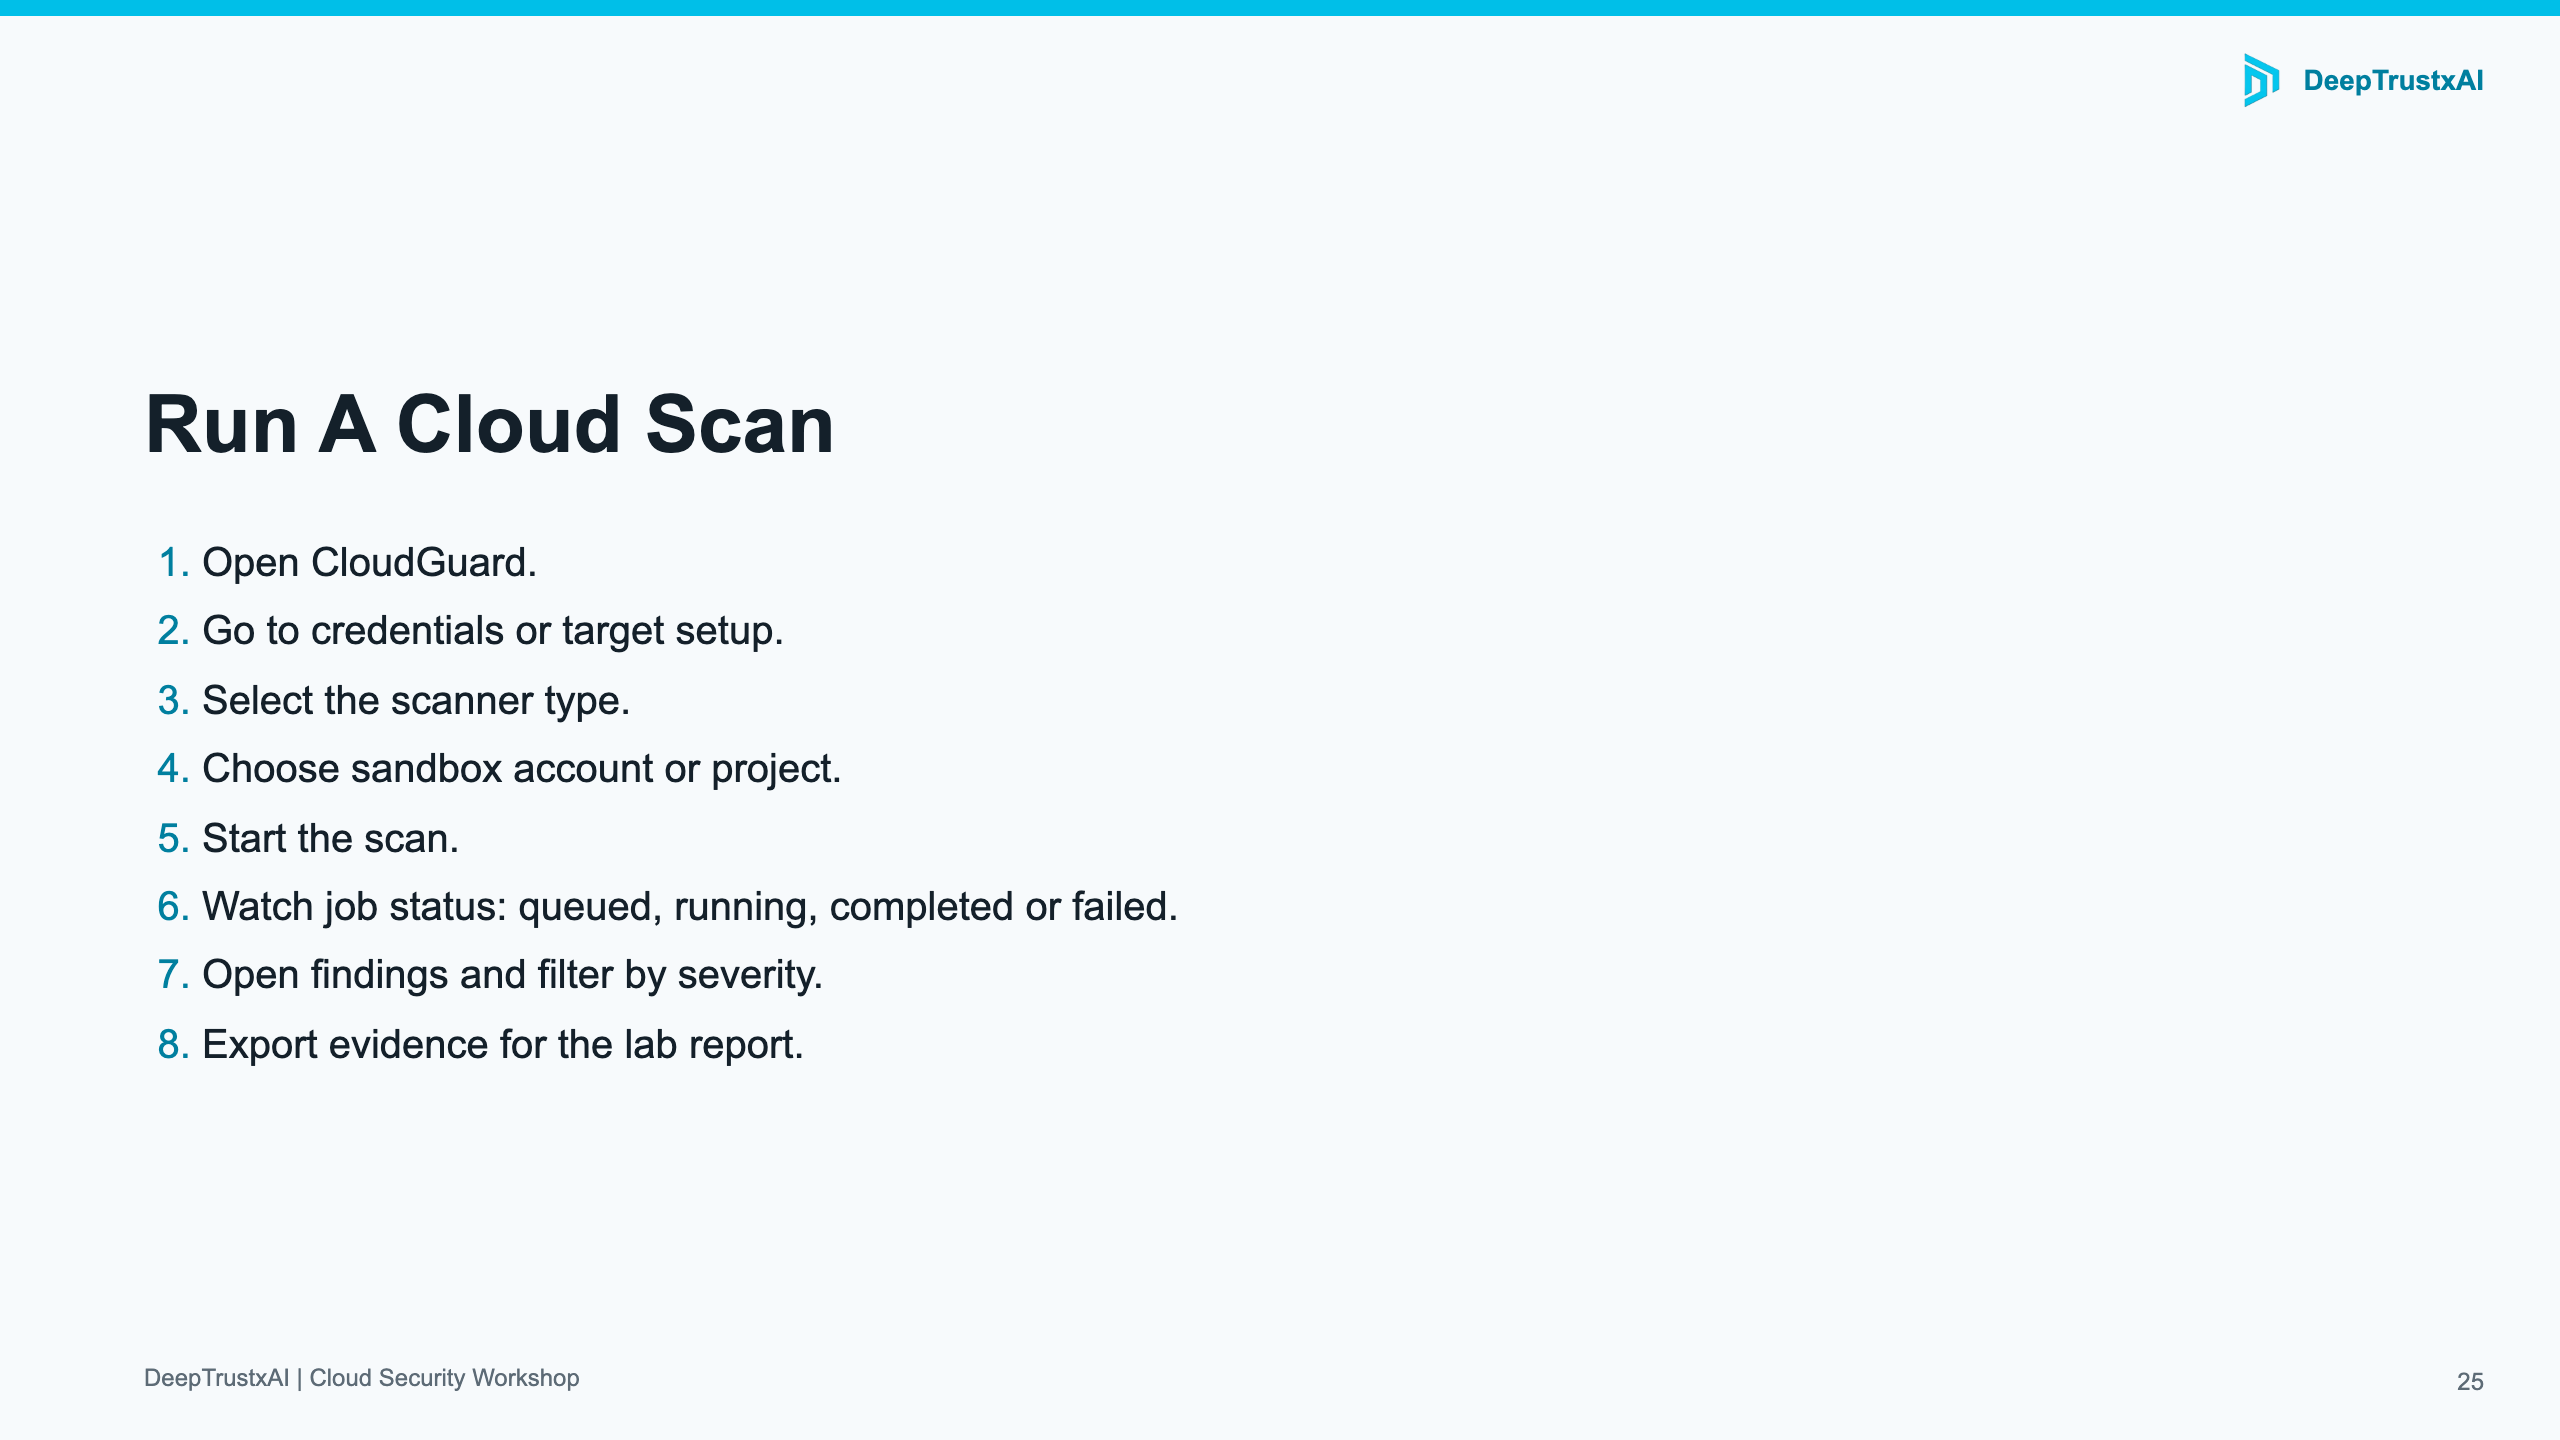 DeepTrustxAI
Run A Cloud Scan
1. Open CloudGuard.
2. Go to credentials or target setup.
3. Select the scanner type.
4. Choose sandbox account or project.
5. Start the scan.
6. Watch job status: queued, running, completed or failed.
7. Open findings and filter by severity.
8. Export evidence for the lab report.
DeepTrustxAI | Cloud Security Workshop
25